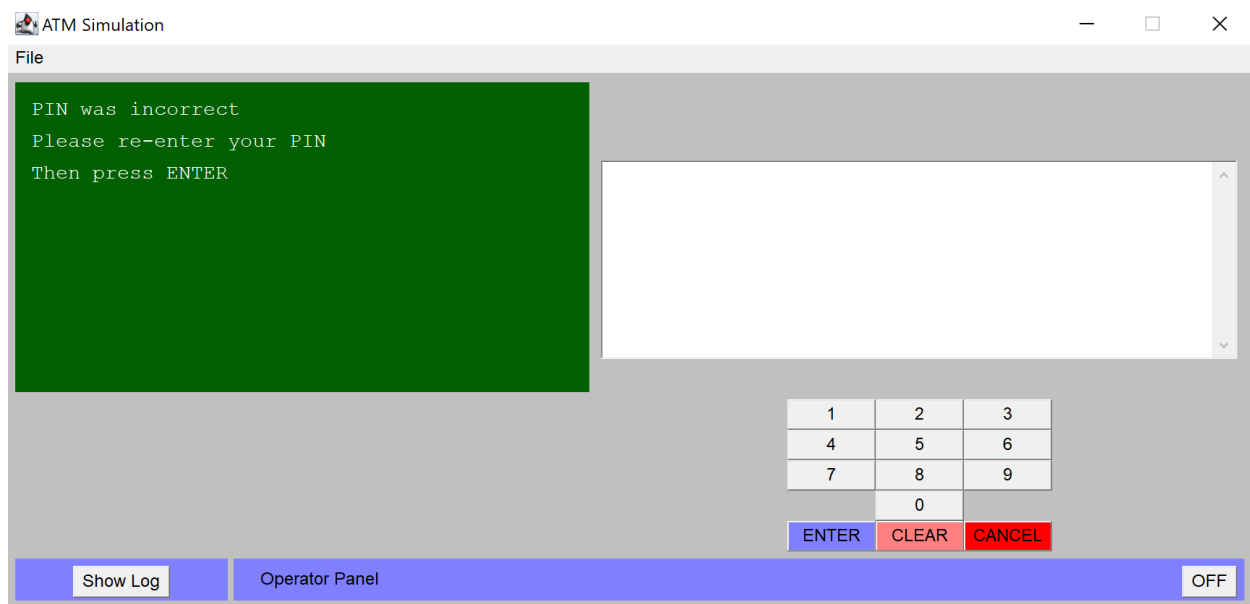 ATM Simulation
File
PIN was incorrect
Please re-enter your PIN
Then press ENTER
1 2 3
4 5 6
7 8 9
0
ENTER CLEAR CANCEL
Show Log Operator Panel OFF